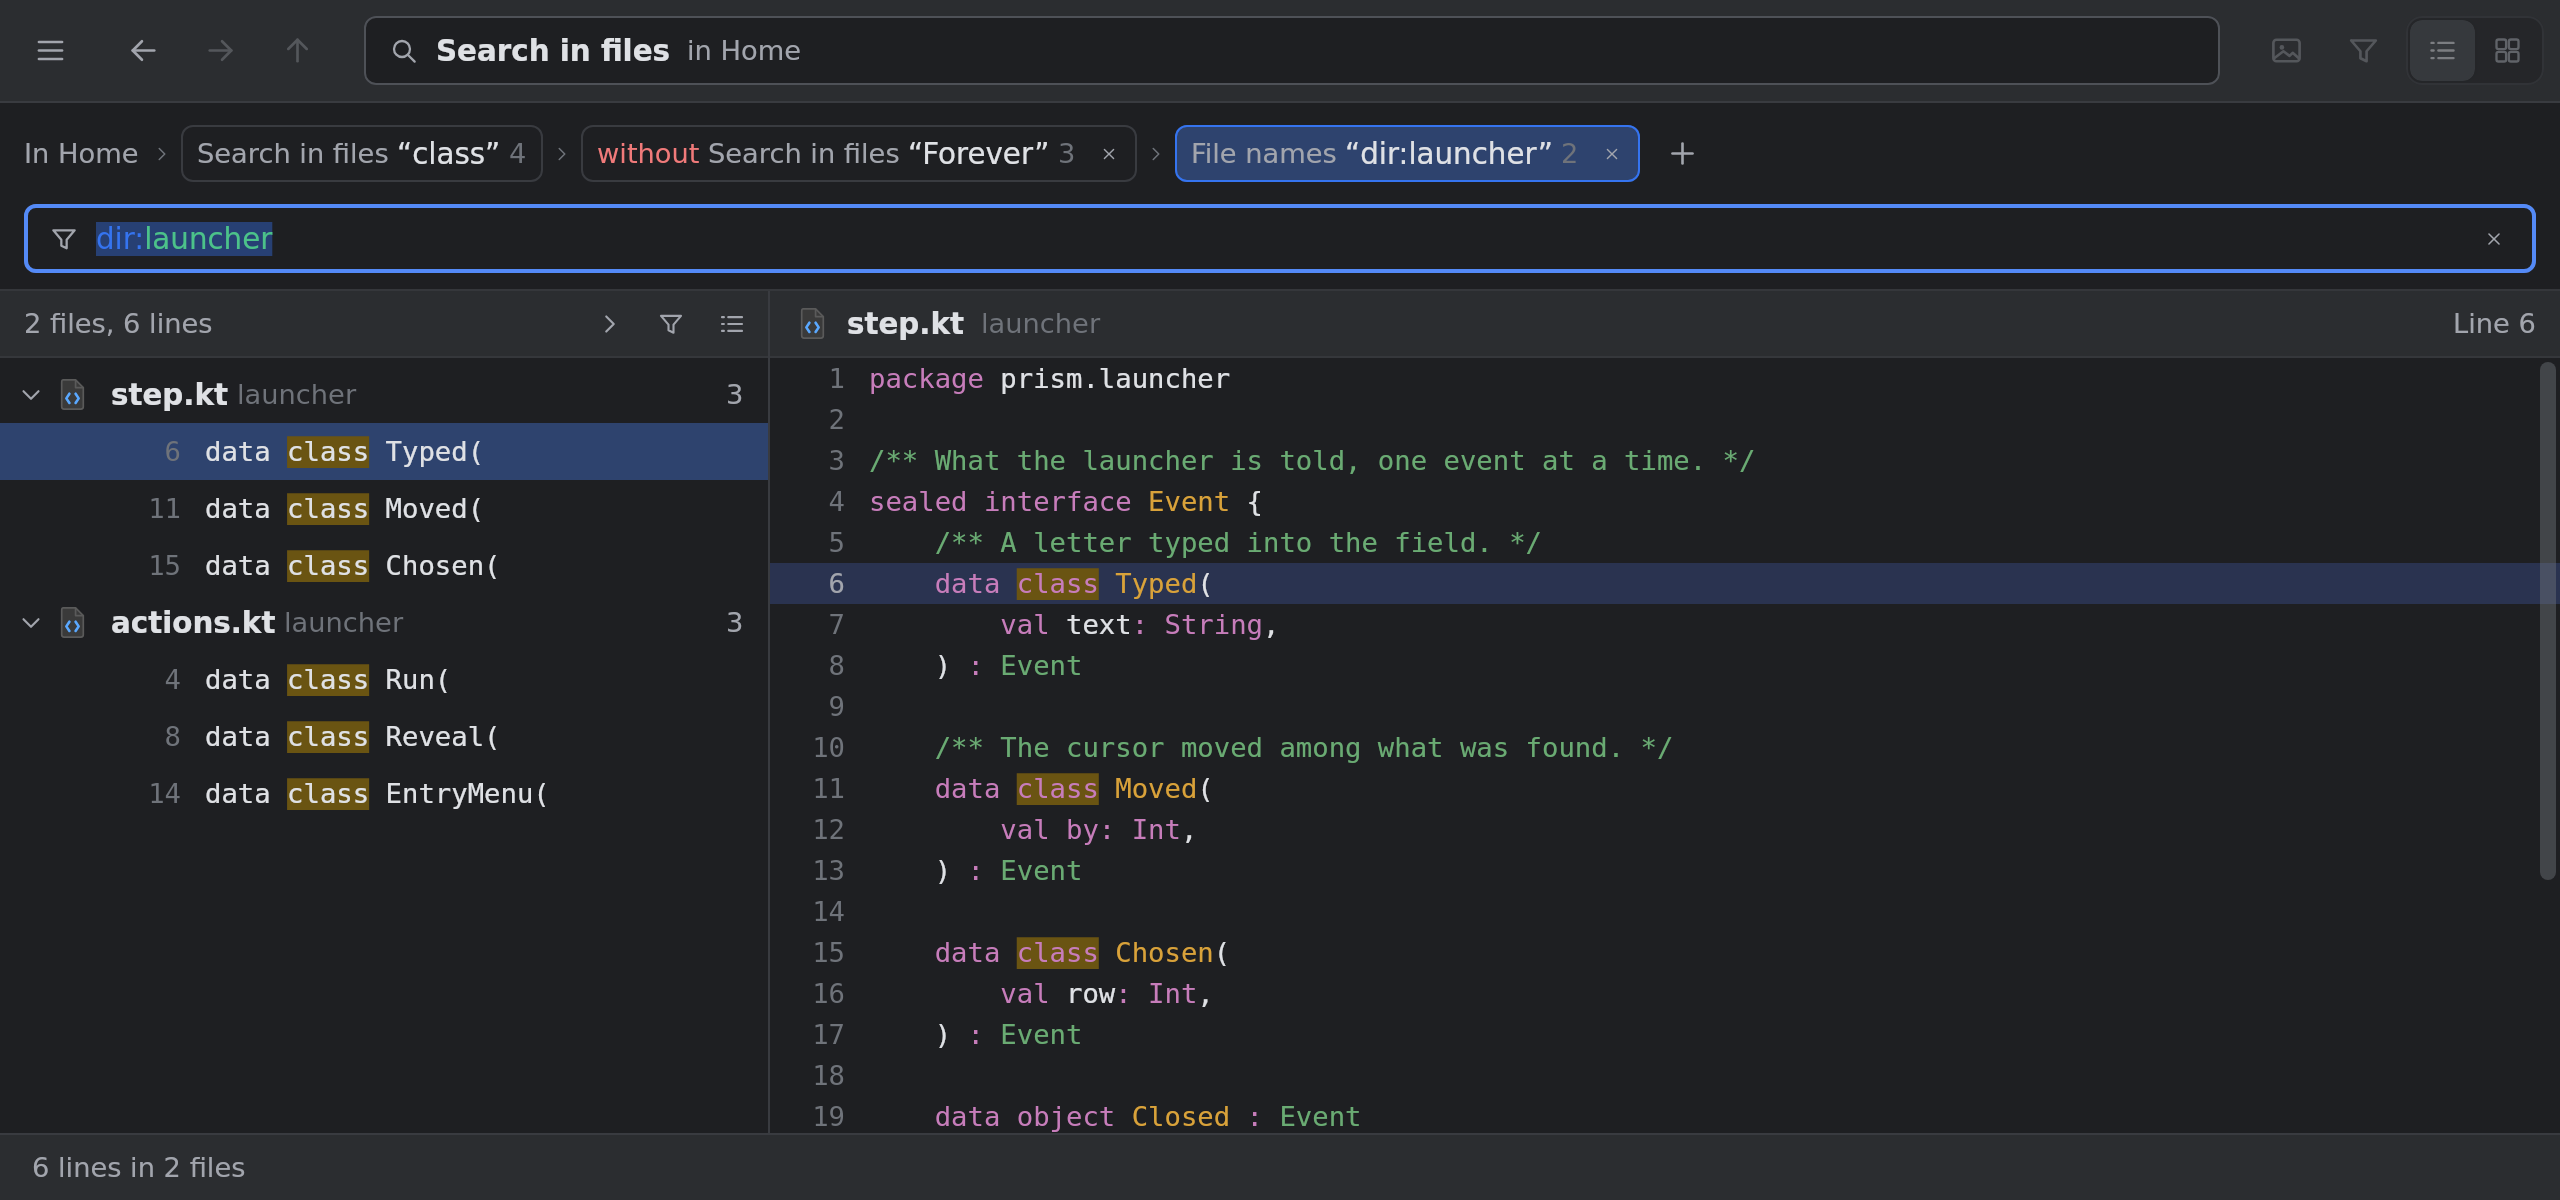 Search in files in Home
In Home › Search in files “class” 4 › without Search in files “Forever” 3 × › File names “dir:launcher” 2 × +
dir:launcher ×
2 files, 6 lines
step.kt launcher 3
6 data class Typed(
11 data class Moved(
15 data class Chosen(
actions.kt launcher 3
4 data class Run(
8 data class Reveal(
14 data class EntryMenu(
step.kt launcher Line 6
1 package prism.launcher
2
3 /** What the launcher is told, one event at a time. */
4 sealed interface Event {
5     /** A letter typed into the field. */
6     data class Typed(
7         val text: String,
8     ) : Event
9
10     /** The cursor moved among what was found. */
11     data class Moved(
12         val by: Int,
13     ) : Event
14
15     data class Chosen(
16         val row: Int,
17     ) : Event
18
19     data object Closed : Event
6 lines in 2 files